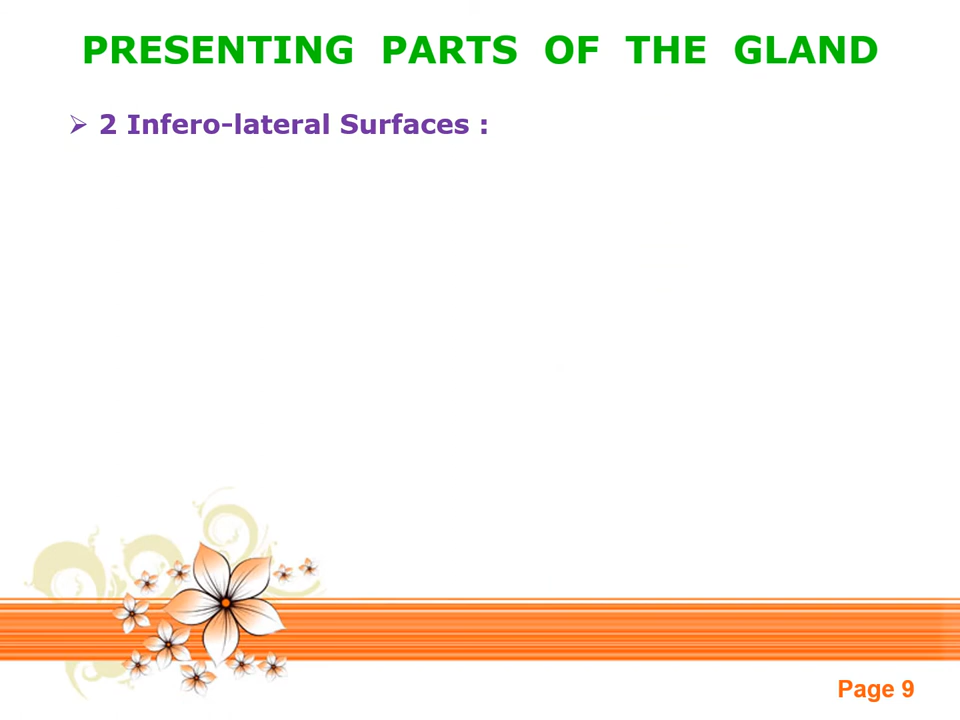 PRESENTING PARTS OF THE GLAND
➢ 2 Infero-lateral Surfaces :
Page 9